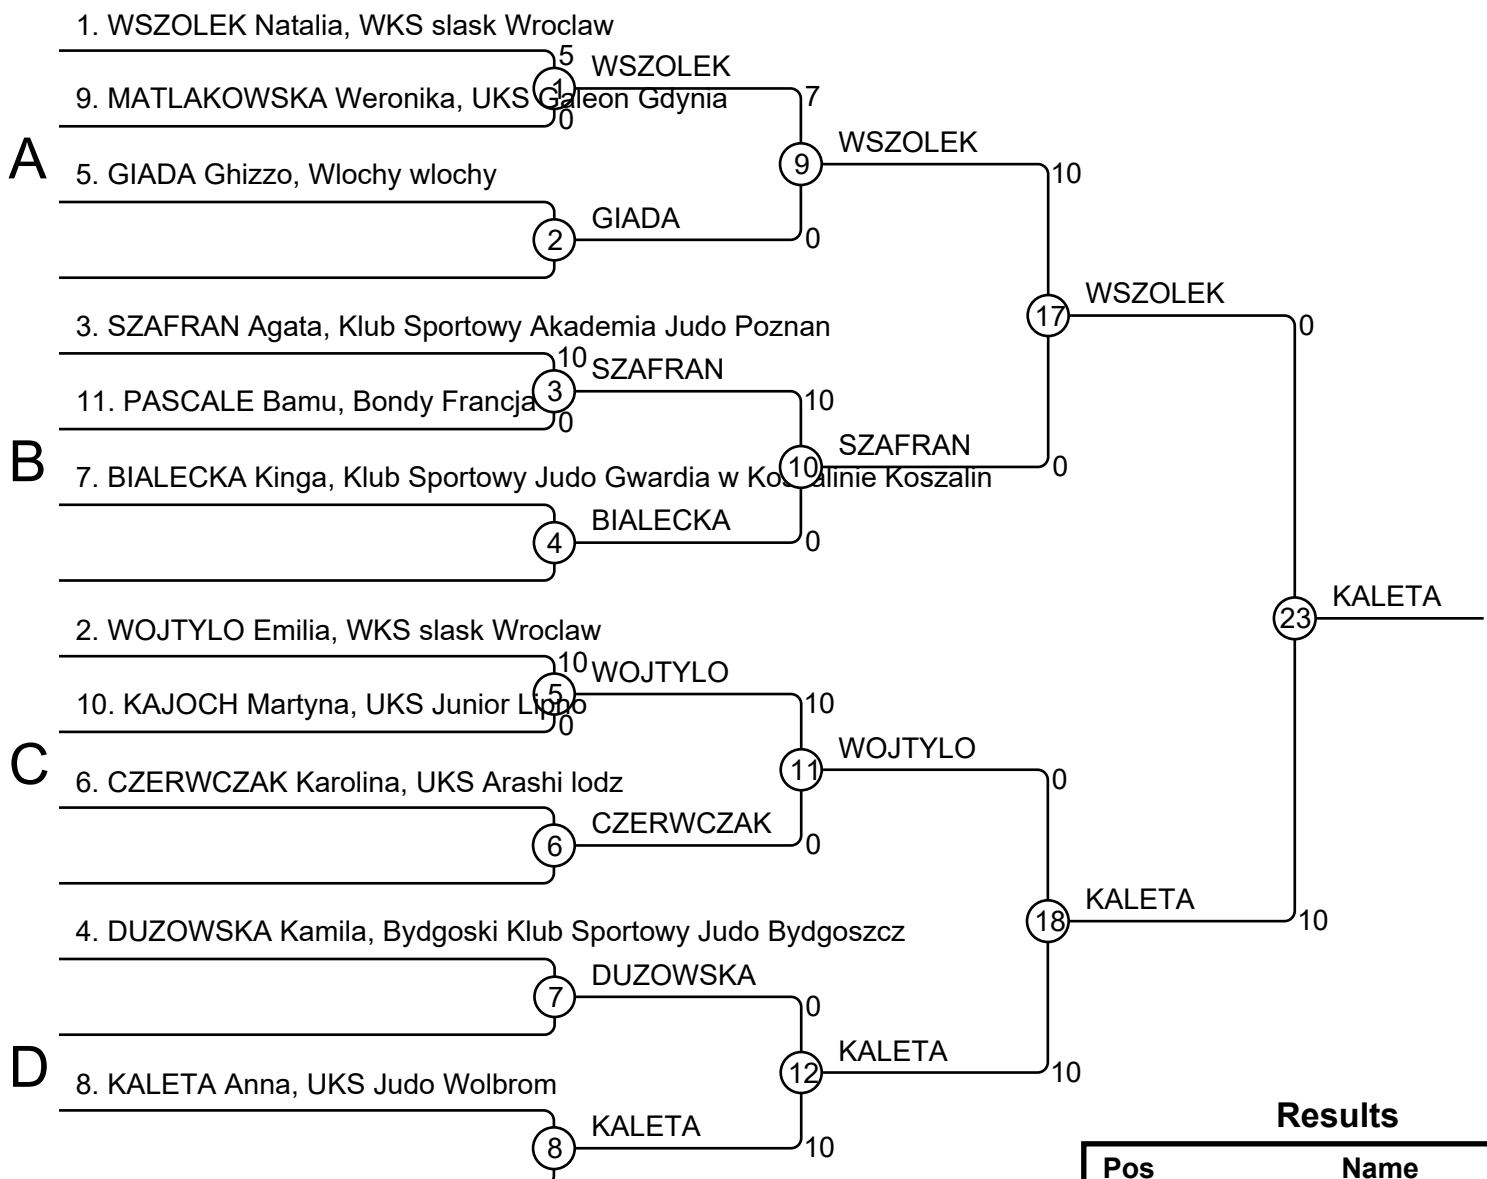 1. WSZOLEK Natalia, WKS slask Wroclaw
5
WSZOLEK
1
9. MATLAKOWSKA Weronika, UKS Galeon Gdynia
7
0
A
WSZOLEK
9
5. GIADA Ghizzo, Wlochy wlochy
10
GIADA
2
0
WSZOLEK
17
3. SZAFRAN Agata, Klub Sportowy Akademia Judo Poznan
0
10
SZAFRAN
3
11. PASCALE Bamu, Bondy Francja
10
0
B
SZAFRAN
10
0
7. BIALECKA Kinga, Klub Sportowy Judo Gwardia w Koszalinie Koszalin
BIALECKA
4
0
KALETA
23
2. WOJTYLO Emilia, WKS slask Wroclaw
10
WOJTYLO
5
10. KAJOCH Martyna, UKS Junior Lipno
10
0
C
WOJTYLO
11
0
6. CZERWCZAK Karolina, UKS Arashi lodz
CZERWCZAK
6
0
KALETA
18
10
4. DUZOWSKA Kamila, Bydgoski Klub Sportowy Judo Bydgoszcz
DUZOWSKA
7
0
D
KALETA
12
10
8. KALETA Anna, UKS Judo Wolbrom
KALETA
8
10
Results
Pos Name